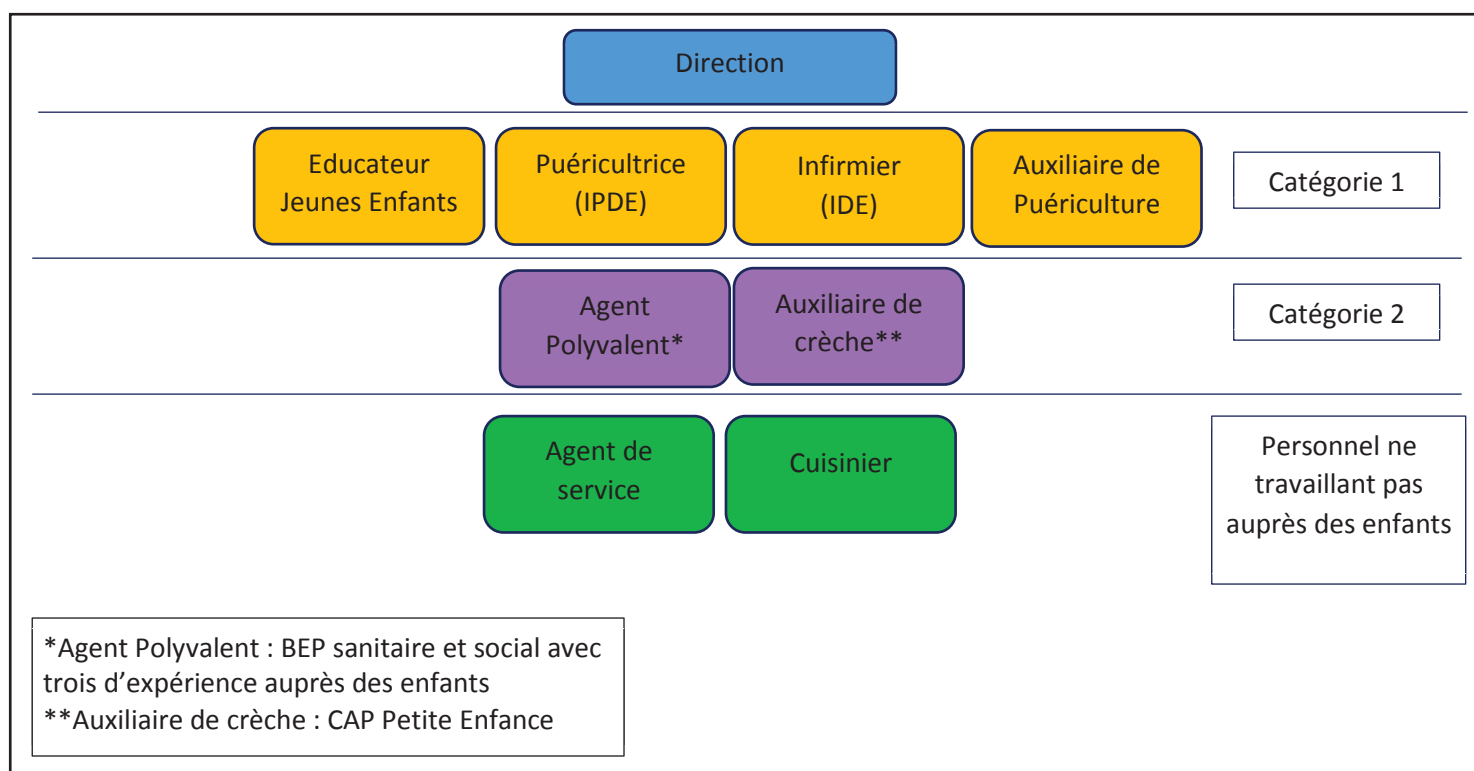 Direction
Educateur
Jeunes Enfants
Puéricultrice
(IPDE)
Infirmier
(IDE)
Auxiliaire de
Puériculture
Catégorie 1
Agent
Polyvalent*
Auxiliaire de
crèche**
Catégorie 2
Agent de
service
Cuisinier
Personnel ne
travaillant pas
auprès des enfants
*Agent Polyvalent : BEP sanitaire et social avec
trois d’expérience auprès des enfants
**Auxiliaire de crèche : CAP Petite Enfance